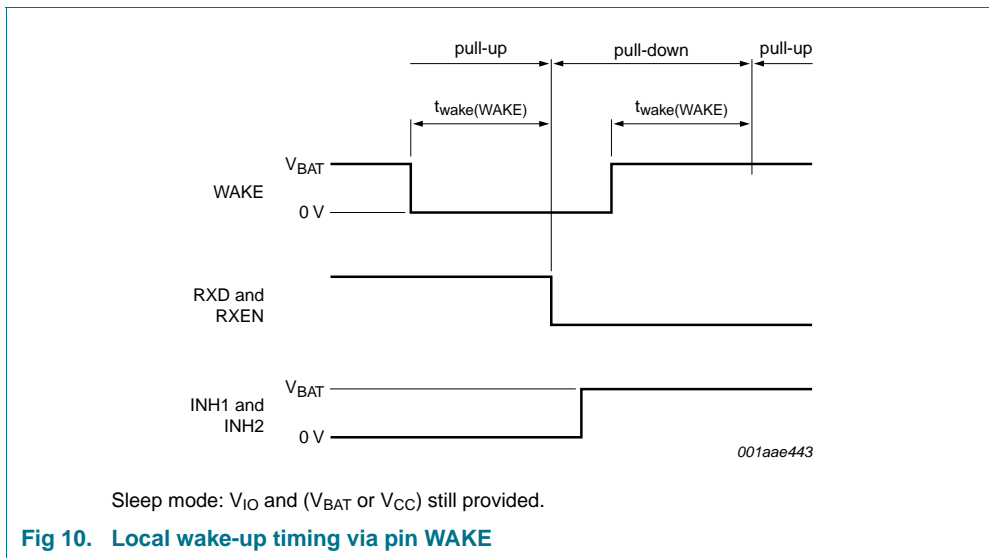 pull-up
pull-down
pull-up
twake(WAKE)
twake(WAKE)
VBAT
WAKE
0 V
RXD and
RXEN
VBAT
INH1 and
INH2
0 V
001aae443
Sleep mode: VIO and (VBAT or VCC) still provided.
Fig 10. Local wake-up timing via pin WAKE